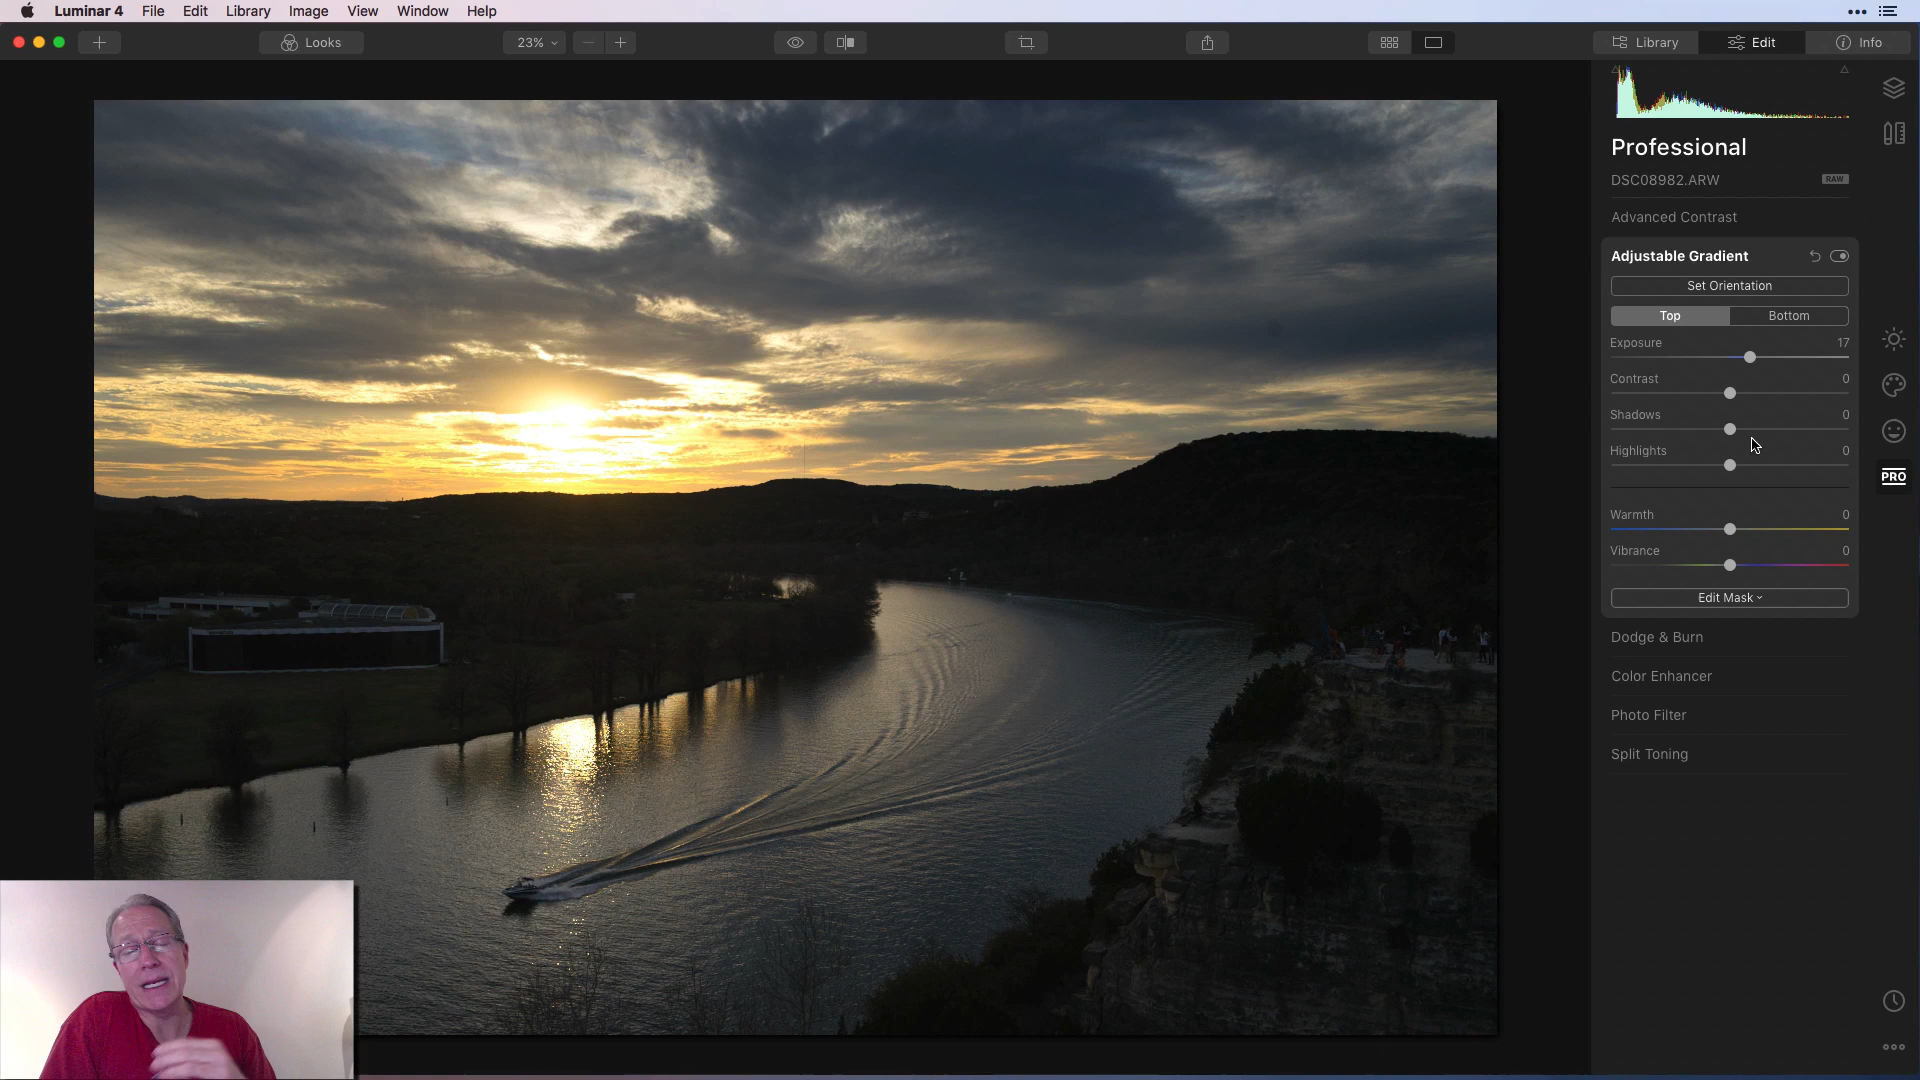 Luminar 4 File Edit Library Image View Window Help
Looks 23% Library Edit Info
Professional
DSC08982.ARW RAW
Advanced Contrast
Adjustable Gradient
Set Orientation
Top Bottom
Exposure 17
Contrast 0
Shadows 0
Highlights 0
PRO
Warmth 0
Vibrance 0
Edit Mask
Dodge & Burn
Color Enhancer
Photo Filter
Split Toning